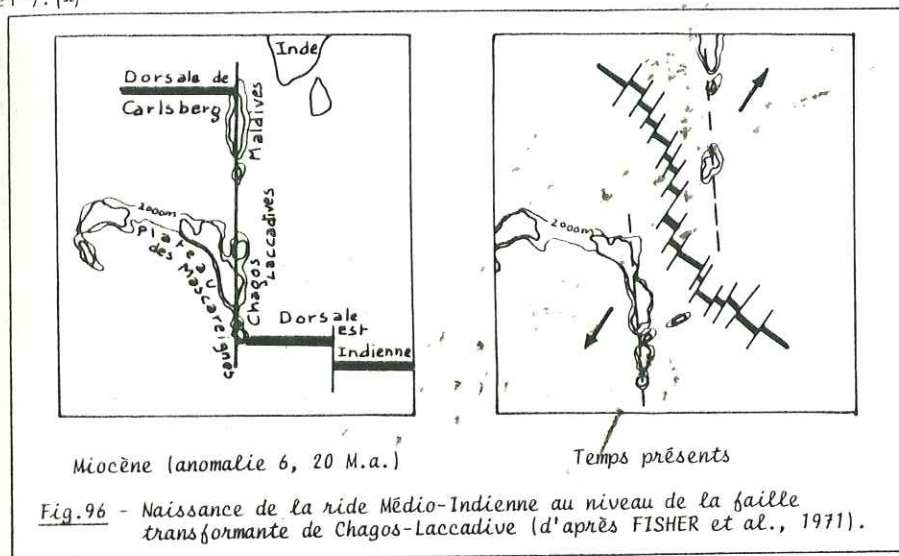 Inde
Dorsale de
Carlsberg
Maldives
2000m
Plateau
des Mascareignes
Chagos
Laccadives
Dorsale
est
Indienne
2000m
Miocène (anomalie 6, 20 M.a.)
Temps présents
Fig.96 - Naissance de la ride Médio-Indienne au niveau de la faille
transformante de Chagos-Laccadive (d'après FISHER et al., 1971).